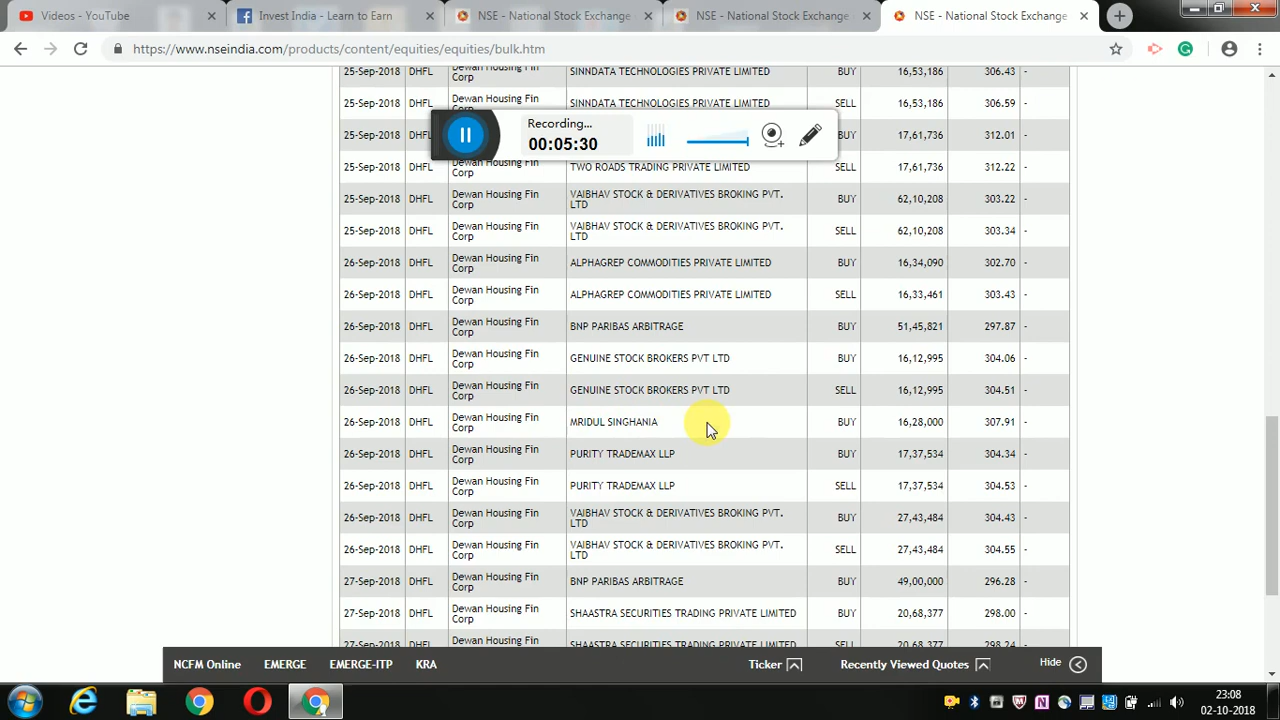 Videos - YouTube
Invest India - Learn to Earn
NSE - National Stock Exchange
NSE - National Stock Exchange
NSE - National Stock Exchange
https://www.nseindia.com/products/content/equities/equities/bulk.htm
25-Sep-2018 DHFL Dewan Housing Fin Corp SINNDATA TECHNOLOGIES PRIVATE LIMITED BUY 16,53,186 306.43 -
25-Sep-2018 DHFL Dewan Housing Fin Corp SINNDATA TECHNOLOGIES PRIVATE LIMITED SELL 16,53,186 306.59 -
Recording...
00:05:30
25-Sep-2018 DHFL BUY 17,61,736 312.01 -
25-Sep-2018 DHFL Dewan Housing Fin Corp TWO ROADS TRADING PRIVATE LIMITED SELL 17,61,736 312.22 -
25-Sep-2018 DHFL Dewan Housing Fin Corp VAIBHAV STOCK & DERIVATIVES BROKING PVT. LTD BUY 62,10,208 303.22 -
25-Sep-2018 DHFL Dewan Housing Fin Corp VAIBHAV STOCK & DERIVATIVES BROKING PVT. LTD SELL 62,10,208 303.34 -
26-Sep-2018 DHFL Dewan Housing Fin Corp ALPHAGREP COMMODITIES PRIVATE LIMITED BUY 16,34,090 302.70 -
26-Sep-2018 DHFL Dewan Housing Fin Corp ALPHAGREP COMMODITIES PRIVATE LIMITED SELL 16,33,461 303.43 -
26-Sep-2018 DHFL Dewan Housing Fin Corp BNP PARIBAS ARBITRAGE BUY 51,45,821 297.87 -
26-Sep-2018 DHFL Dewan Housing Fin Corp GENUINE STOCK BROKERS PVT LTD BUY 16,12,995 304.06 -
26-Sep-2018 DHFL Dewan Housing Fin Corp GENUINE STOCK BROKERS PVT LTD SELL 16,12,995 304.51 -
26-Sep-2018 DHFL Dewan Housing Fin Corp MRIDUL SINGHANIA BUY 16,28,000 307.91 -
26-Sep-2018 DHFL Dewan Housing Fin Corp PURITY TRADEMAX LLP BUY 17,37,534 304.34 -
26-Sep-2018 DHFL Dewan Housing Fin Corp PURITY TRADEMAX LLP SELL 17,37,534 304.53 -
26-Sep-2018 DHFL Dewan Housing Fin Corp VAIBHAV STOCK & DERIVATIVES BROKING PVT. LTD BUY 27,43,484 304.43 -
26-Sep-2018 DHFL Dewan Housing Fin Corp VAIBHAV STOCK & DERIVATIVES BROKING PVT. LTD SELL 27,43,484 304.55 -
27-Sep-2018 DHFL Dewan Housing Fin Corp BNP PARIBAS ARBITRAGE BUY 49,00,000 296.28 -
27-Sep-2018 DHFL Dewan Housing Fin Corp SHAASTRA SECURITIES TRADING PRIVATE LIMITED BUY 20,68,377 298.00 -
27-Sep-2018 DHFL Dewan Housing Fin SHAASTRA SECURITIES TRADING PRIVATE LIMITED SELL 20,68,377 298.24 -
NCFM Online EMERGE EMERGE-ITP KRA Ticker Recently Viewed Quotes Hide
23:08
02-10-2018